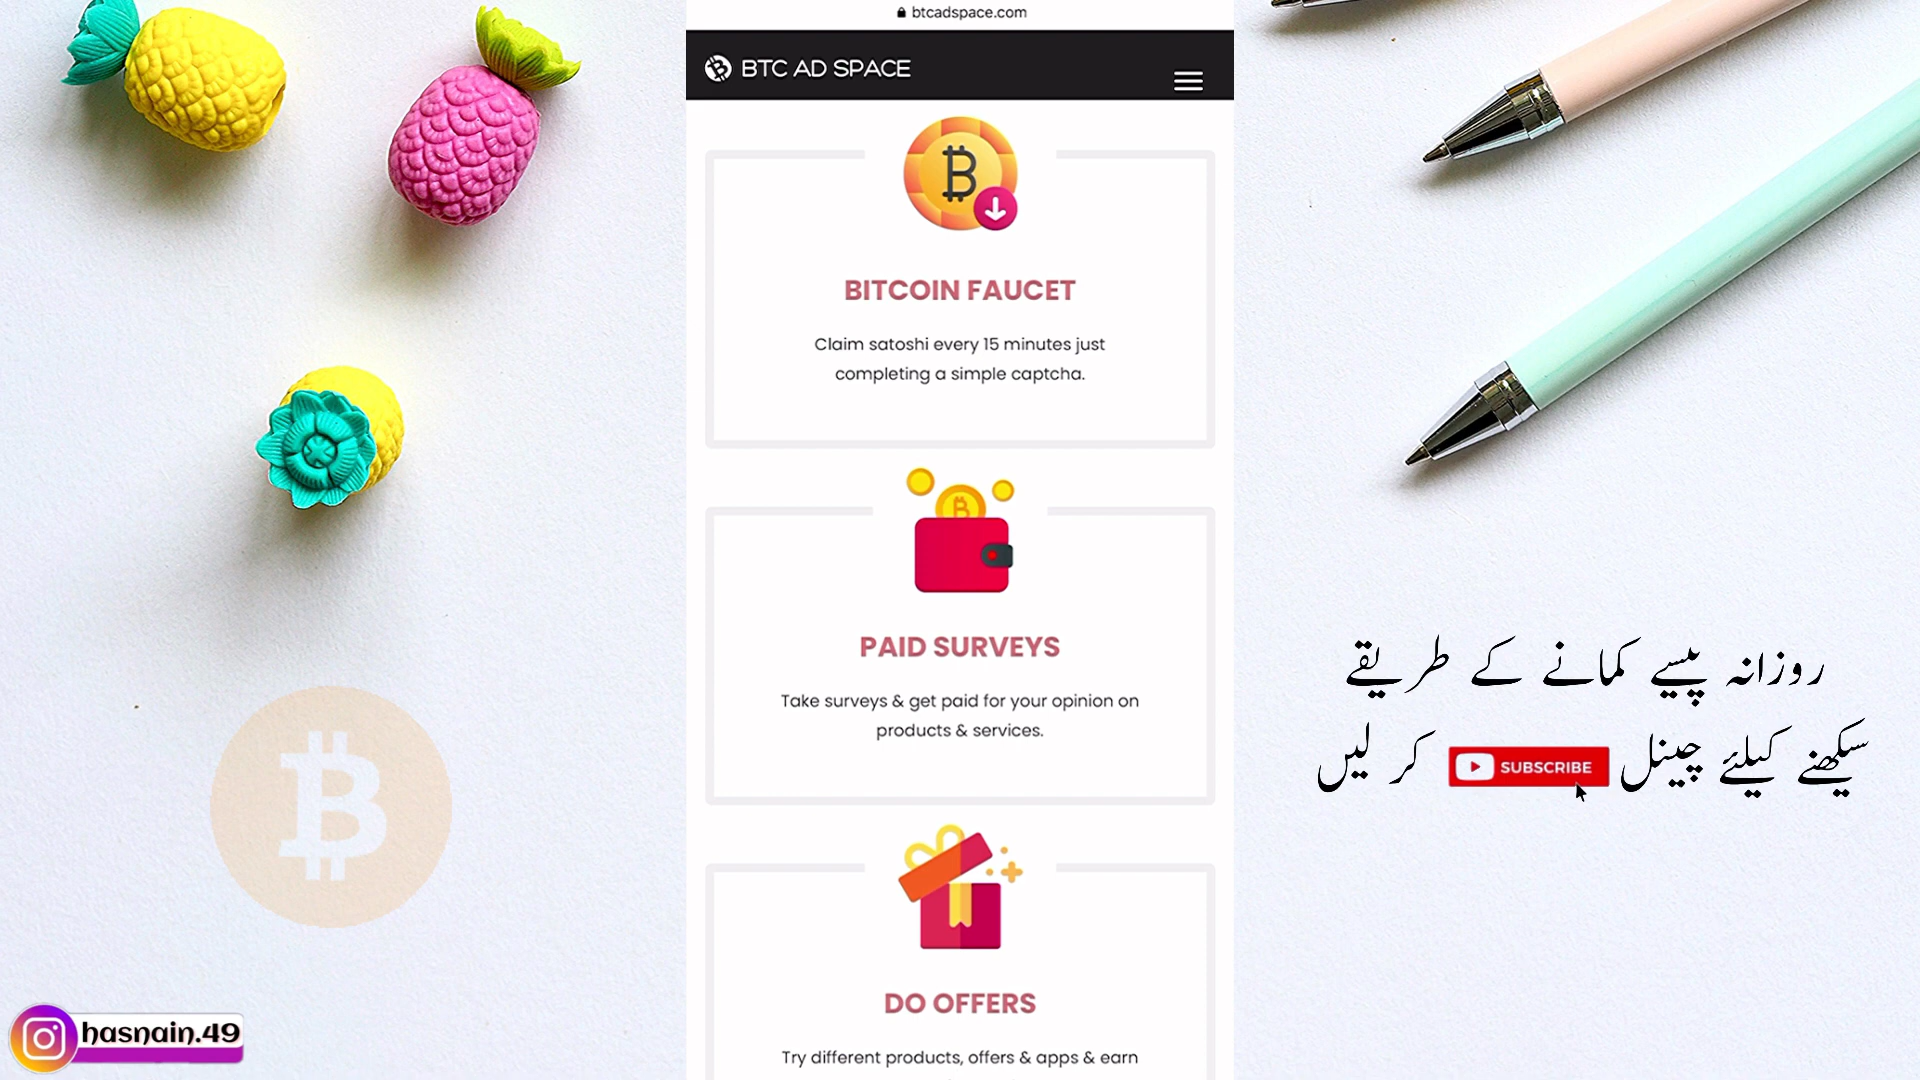 btcadspace.com
BTC AD SPACE
BITCOIN FAUCET
Claim satoshi every 15 minutes just
completing a simple captcha.
PAID SURVEYS
Take surveys & get paid for your opinion on
products & services.
DO OFFERS
Try different products, offers & apps & earn
روزانہ پیسے کمانے کے طریقے
سیکھنے کیلئے چینل SUBSCRIBE کر لیں
hasnain.49